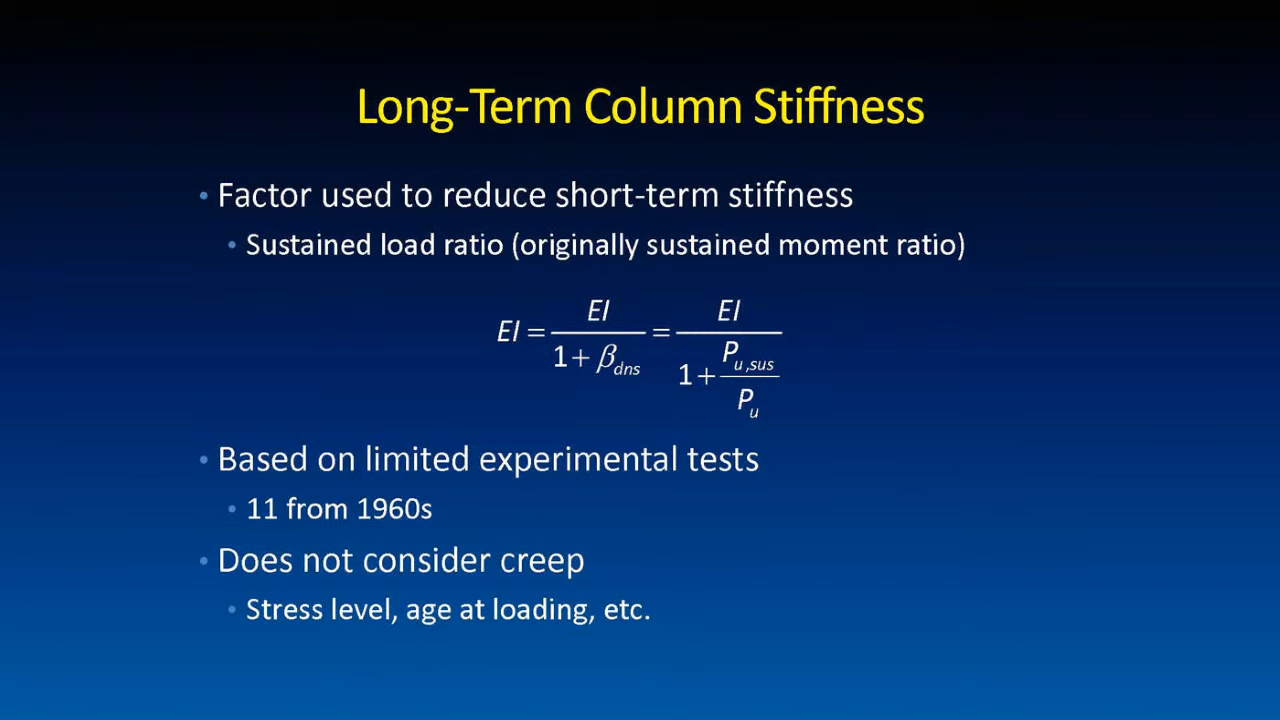 Long-Term Column Stiffness
• Factor used to reduce short-term stiffness
• Sustained load ratio (originally sustained moment ratio)
EI = EI / (1 + β_dns) = EI / (1 + P_u,sus / P_u)
• Based on limited experimental tests
• 11 from 1960s
• Does not consider creep
• Stress level, age at loading, etc.